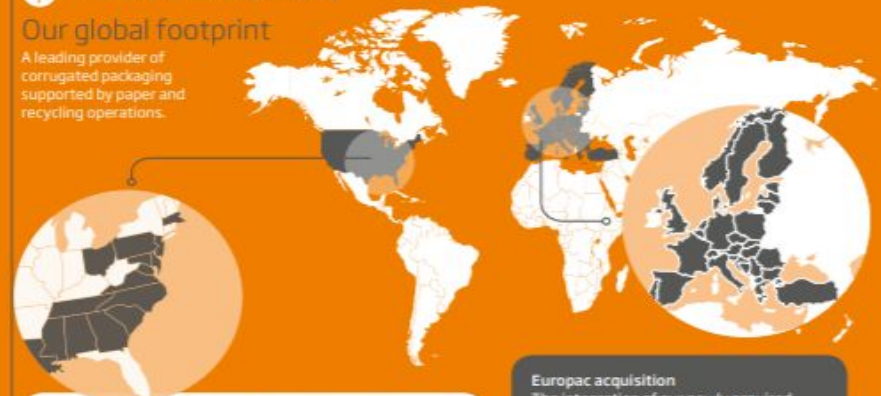 Our global footprint
A leading provider of
corrugated packaging
supported by paper and
recycling operations.
Europac acquisition